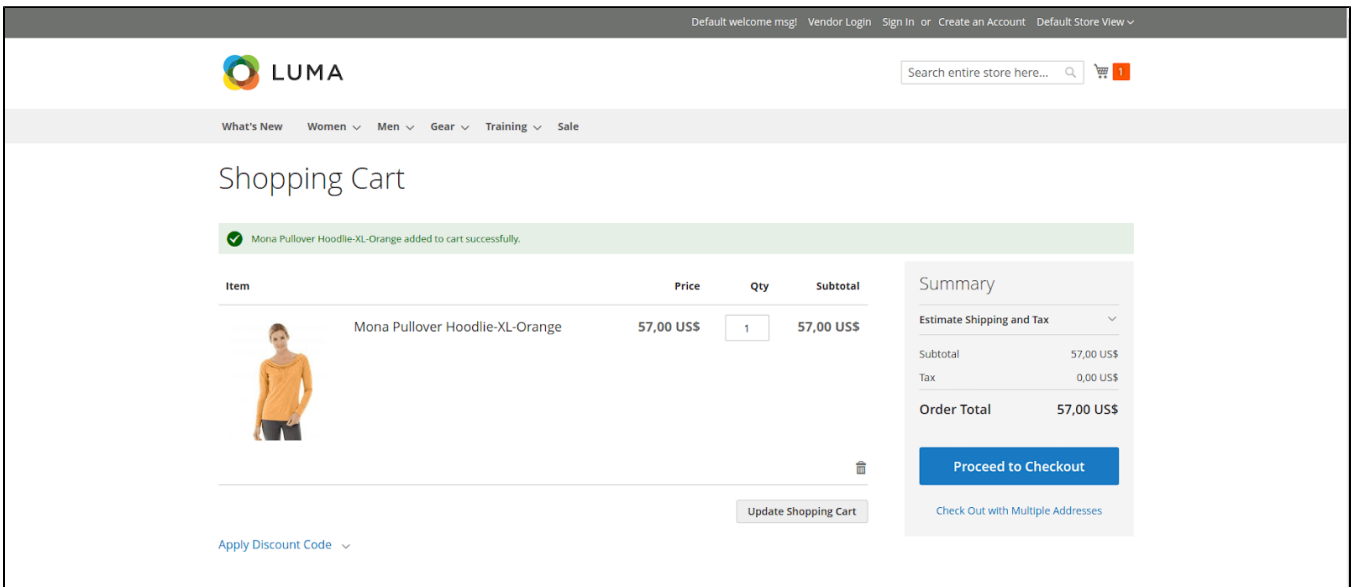 Default welcome msg! Vendor Login Sign In or Create an Account Default Store View
LUMA
Search entire store here... 1
What's New Women Men Gear Training Sale
Shopping Cart
Mona Pullover Hoodlie-XL-Orange added to cart successfully.
Item Price Qty Subtotal
Mona Pullover Hoodlie-XL-Orange 57,00 US$ 1 57,00 US$
Update Shopping Cart
Apply Discount Code
Summary
Estimate Shipping and Tax
Subtotal 57,00 US$
Tax 0,00 US$
Order Total 57,00 US$
Proceed to Checkout
Check Out with Multiple Addresses